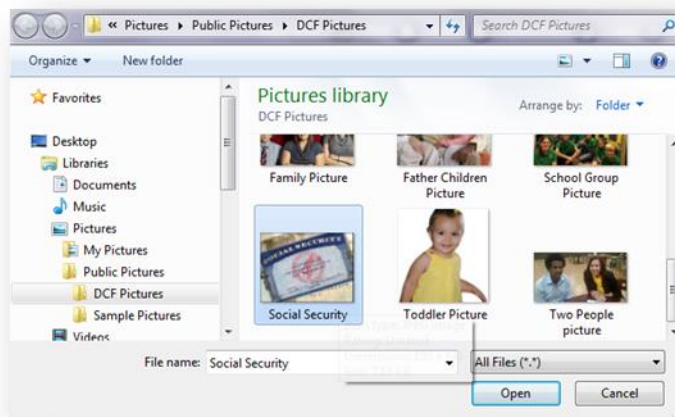 « Pictures ▸ Public Pictures ▸ DCF Pictures
Search DCF Pictures
Organize
New folder
Favorites
Desktop
Libraries
Documents
Music
Pictures
My Pictures
Public Pictures
DCF Pictures
Sample Pictures
Videos
Pictures library
DCF Pictures
Arrange by: Folder
Family Picture
Father Children
Picture
School Group
Picture
SOCIAL SECURITY
Social Security
Toddler Picture
Two People
picture
File name: Social Security
All Files (*.*)
Open
Cancel